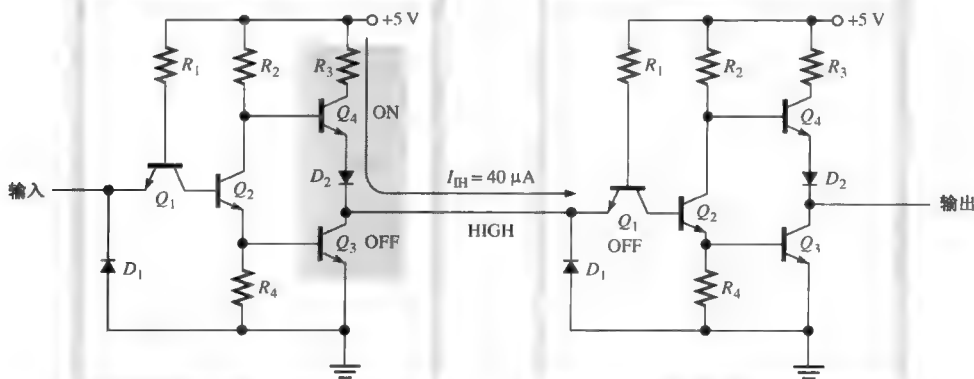 +5 V
+5 V
R1
R2
R3
R1
R2
R3
Q4
ON
Q4
输入
Q1
Q2
D2
IIH = 40 μA
D2
输出
HIGH
Q1
OFF
Q2
Q3
OFF
Q3
D1
R4
D1
R4